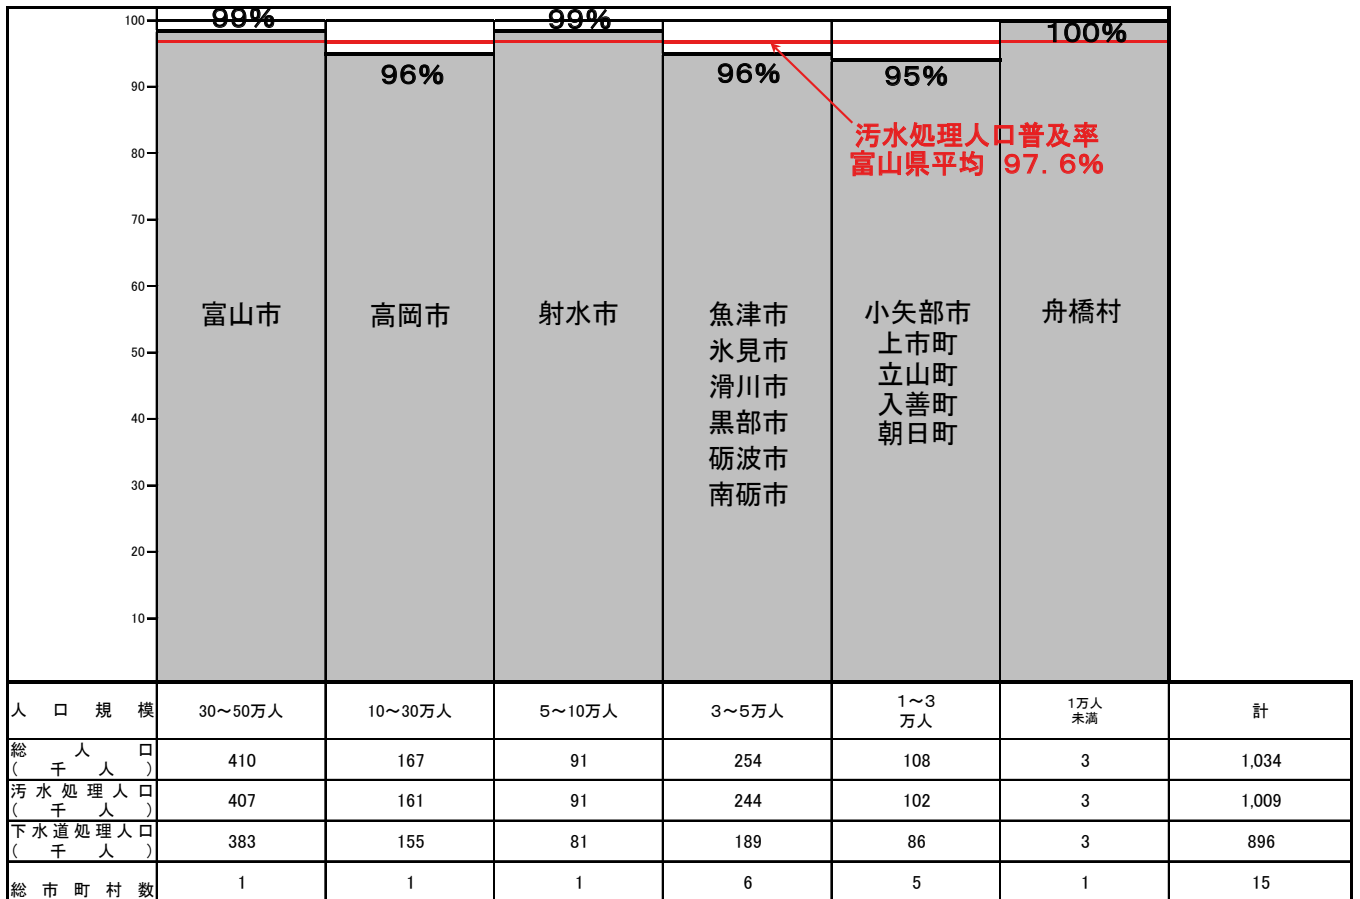 100
90
80
70
60
50
40
30
20
10
99%
96%
99%
96%
95%
100%
汚水処理人口普及率
富山県平均 97.6%
富山市
高岡市
射水市
魚津市
氷見市
滑川市
黒部市
砺波市
南砺市
小矢部市
上市町
立山町
入善町
朝日町
舟橋村
人口規模 30～50万人 10～30万人 5～10万人 3～5万人 1～3万人 1万人未満 計
総人口(千人) 410 167 91 254 108 3 1,034
汚水処理人口(千人) 407 161 91 244 102 3 1,009
下水道処理人口(千人) 383 155 81 189 86 3 896
総市町村数 1 1 1 6 5 1 15